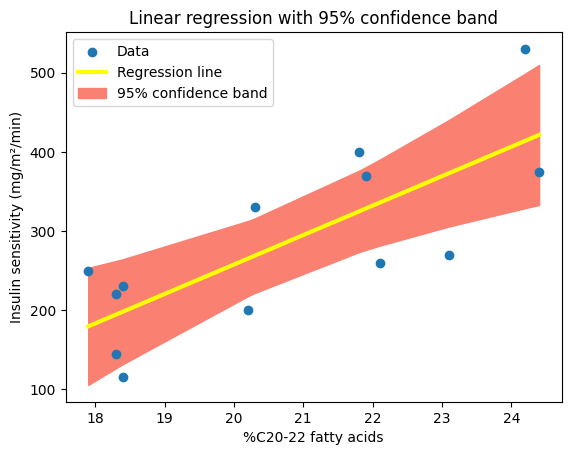 Linear regression with 95% confidence band
Data
Regression line
95% confidence band
Insulin sensitivity (mg/m²/min)
500
400
300
200
100
18 19 20 21 22 23 24
%C20-22 fatty acids